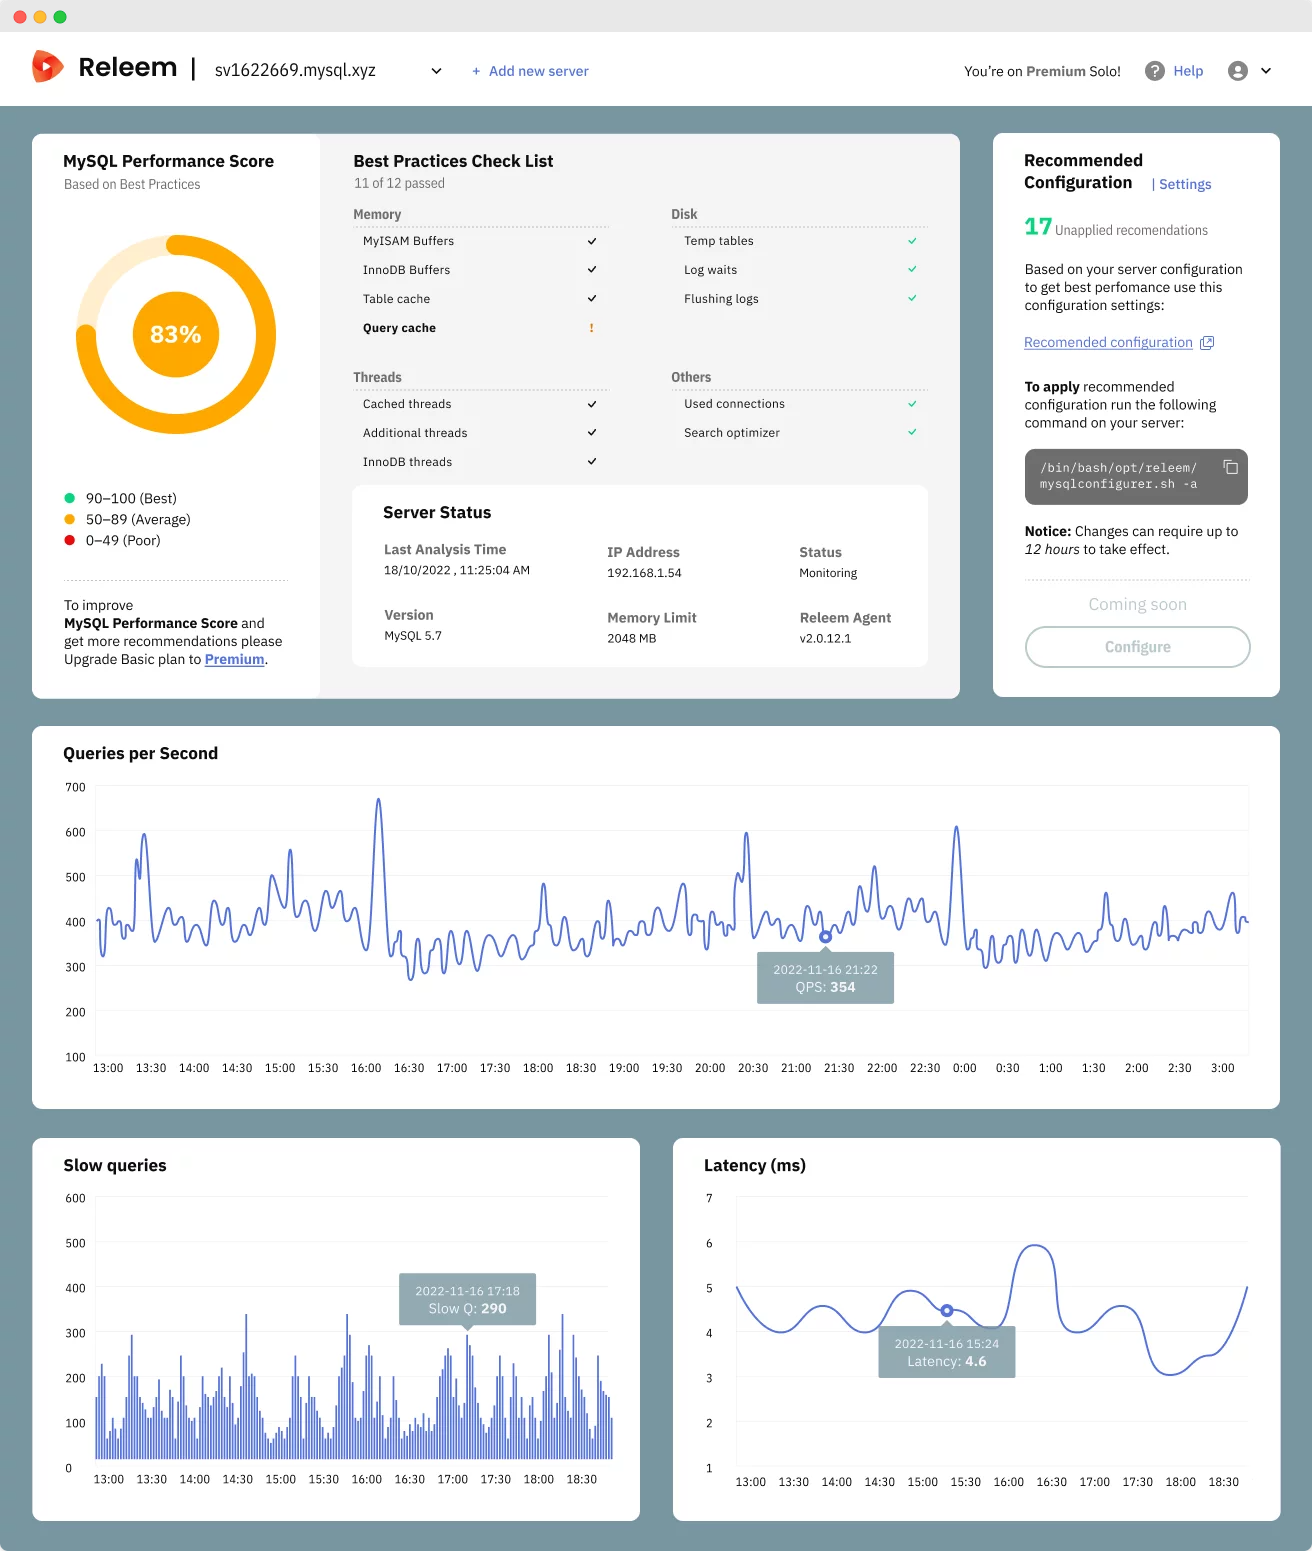 Releem | sv1622669.mysql.xyz
+ Add new server
You're on Premium Solo!
? Help
MySQL Performance Score
Based on Best Practices
83%
90–100 (Best)
50–89 (Average)
0–49 (Poor)
To improve
MySQL Performance Score and
get more recommendations please
Upgrade Basic plan to Premium.
Best Practices Check List
11 of 12 passed
Memory
MyISAM Buffers
InnoDB Buffers
Table cache
Query cache !
Disk
Temp tables
Log waits
Flushing logs
Threads
Cached threads
Additional threads
InnoDB threads
Others
Used connections
Search optimizer
Server Status
Last Analysis Time
18/10/2022 , 11:25:04 AM
IP Address
192.168.1.54
Status
Monitoring
Version
MySQL 5.7
Memory Limit
2048 MB
Releem Agent
v2.0.12.1
Recommended
Configuration | Settings
17 Unapplied recomendations
Based on your server configuration
to get best perfomance use this
configuration settings:
Recomended configuration
To apply recommended
configuration run the following
command on your server:
/bin/bash/opt/releem/
mysqlconfigurer.sh -a
Notice: Changes can require up to
12 hours to take effect.
Coming soon
Configure
Queries per Second
700
600
500
400
300
200
100
2022-11-16 21:22
QPS: 354
13:00 13:30 14:00 14:30 15:00 15:30 16:00 16:30 17:00 17:30 18:00 18:30 19:00 19:30 20:00 20:30 21:00 21:30 22:00 22:30 0:00 0:30 1:00 1:30 2:00 2:30 3:00
Slow queries
600
500
400
300
200
100
0
2022-11-16 17:18
Slow Q: 290
13:00 13:30 14:00 14:30 15:00 15:30 16:00 16:30 17:00 17:30 18:00 18:30
Latency (ms)
7
6
5
4
3
2
1
2022-11-16 15:24
Latency: 4.6
13:00 13:30 14:00 14:30 15:00 15:30 16:00 16:30 17:00 17:30 18:00 18:30